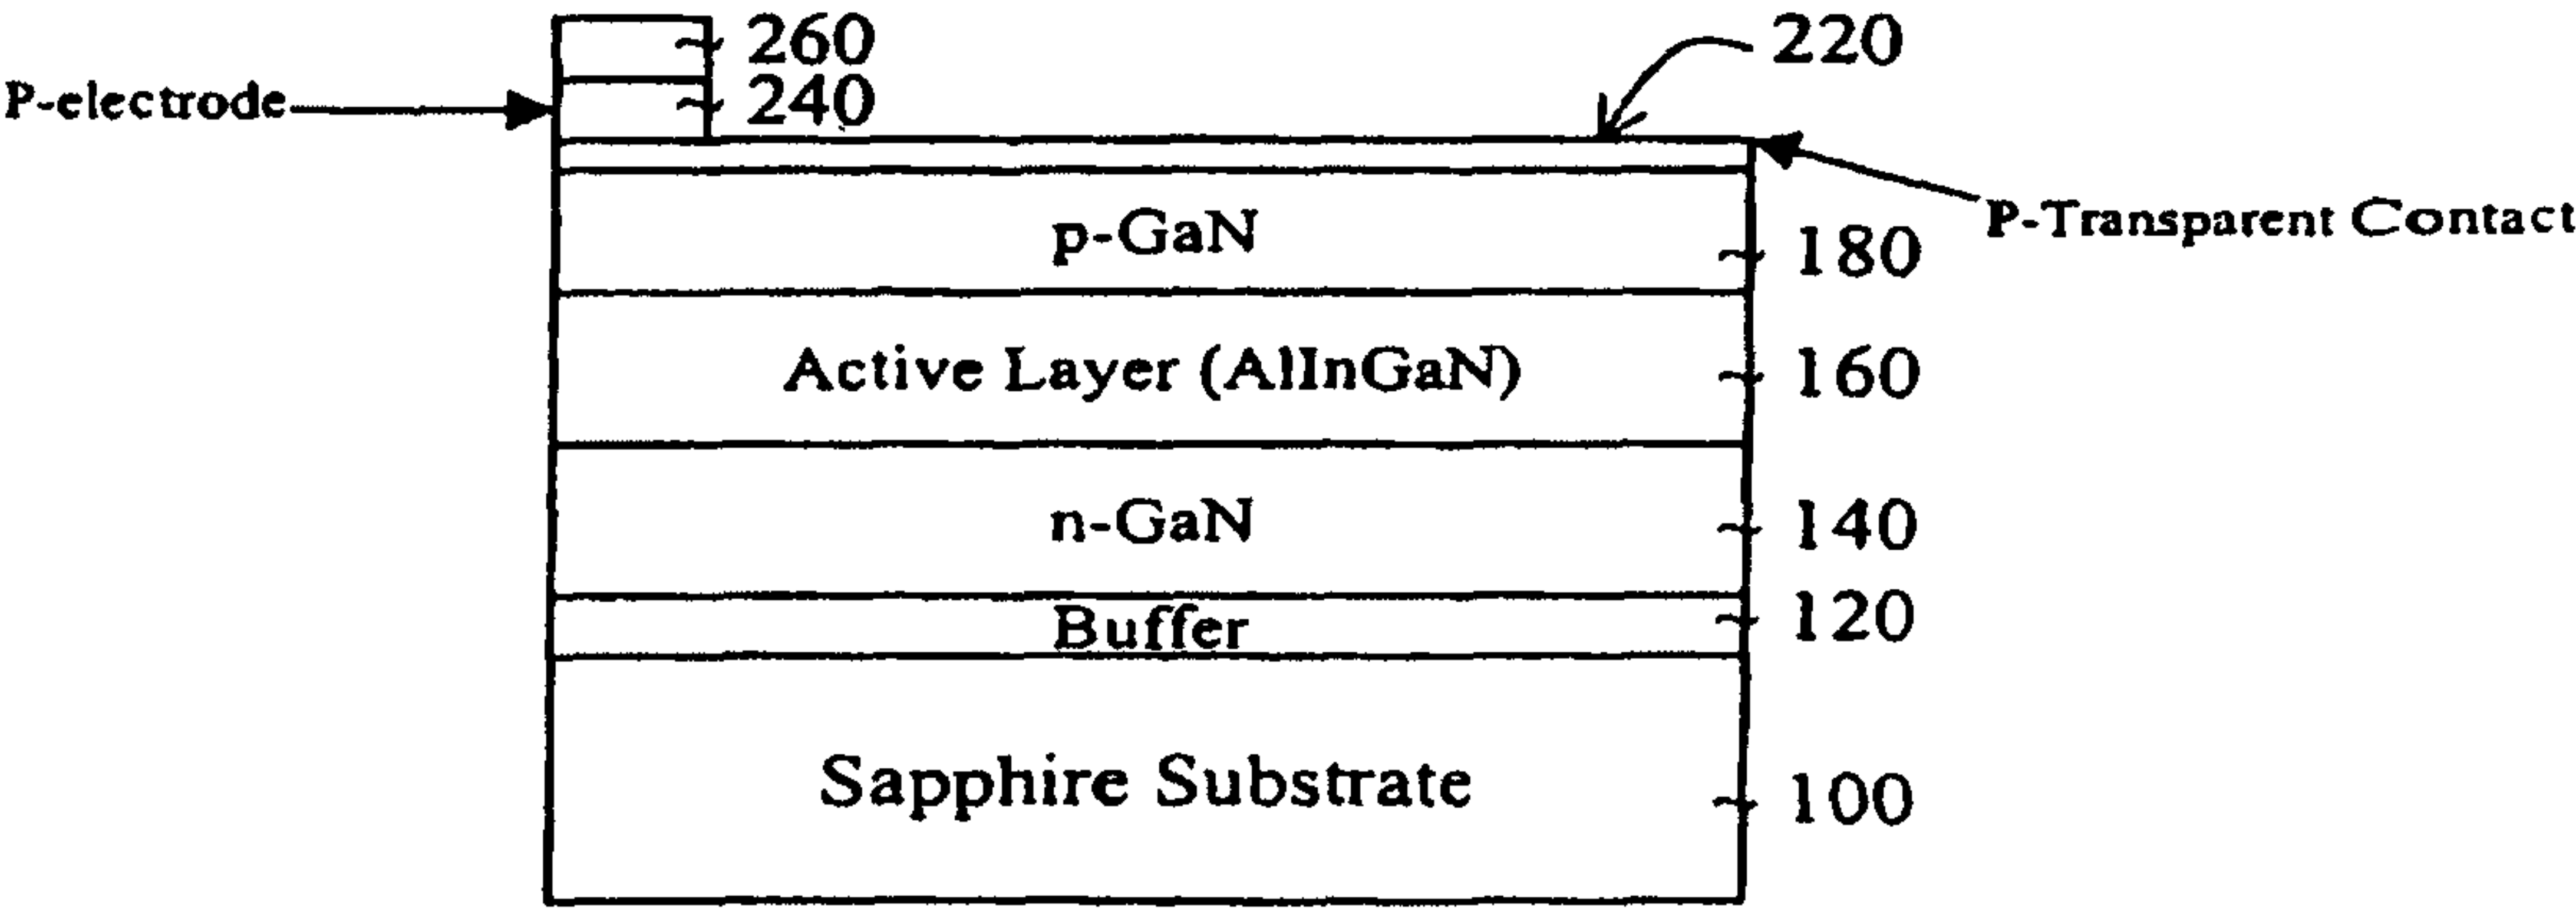 260
220
P-electrode
240
p-GaN
180
P-Transparent Contact
Active Layer (AlInGaN)
160
n-GaN
140
Buffer
120
Sapphire Substrate
100